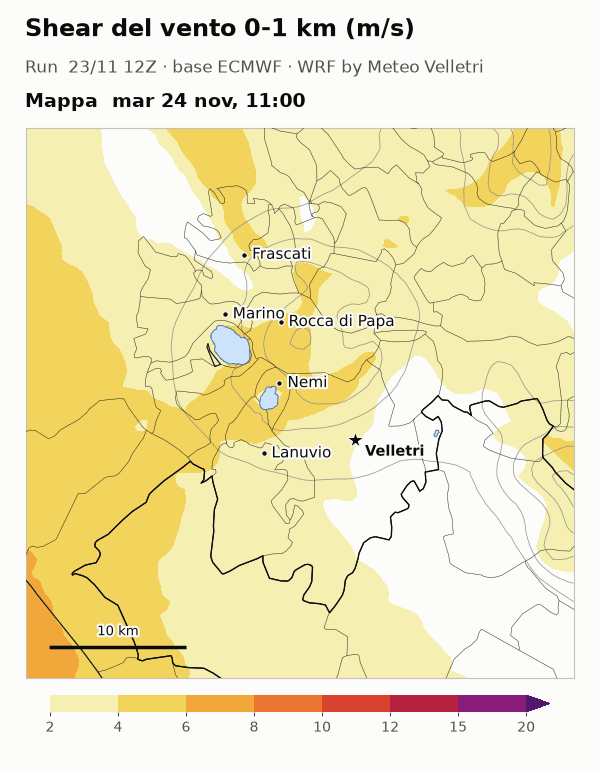 Shear del vento 0-1 km (m/s)
Run 23/11 12Z · base ECMWF · WRF by Meteo Velletri
Mappa mar 24 nov, 11:00
Frascati
Marino
Rocca di Papa
Nemi
Velletri
Lanuvio
10 km
2 4 6 8 10 12 15 20